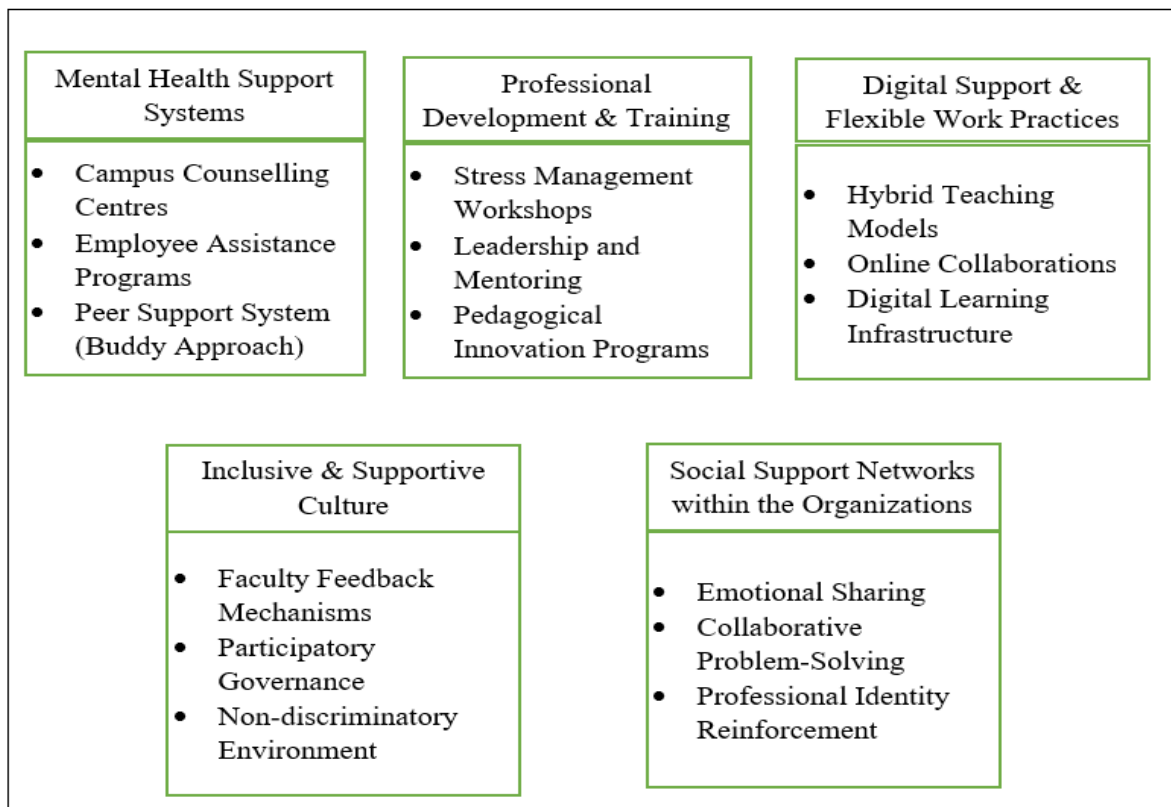 Mental Health Support
Systems
• Campus Counselling
Centres
• Employee Assistance
Programs
• Peer Support System
(Buddy Approach)
Professional
Development & Training
• Stress Management
Workshops
• Leadership and
Mentoring
• Pedagogical
Innovation Programs
Digital Support &
Flexible Work Practices
• Hybrid Teaching
Models
• Online Collaborations
• Digital Learning
Infrastructure
Inclusive & Supportive
Culture
• Faculty Feedback
Mechanisms
• Participatory
Governance
• Non-discriminatory
Environment
Social Support Networks
within the Organizations
• Emotional Sharing
• Collaborative
Problem-Solving
• Professional Identity
Reinforcement